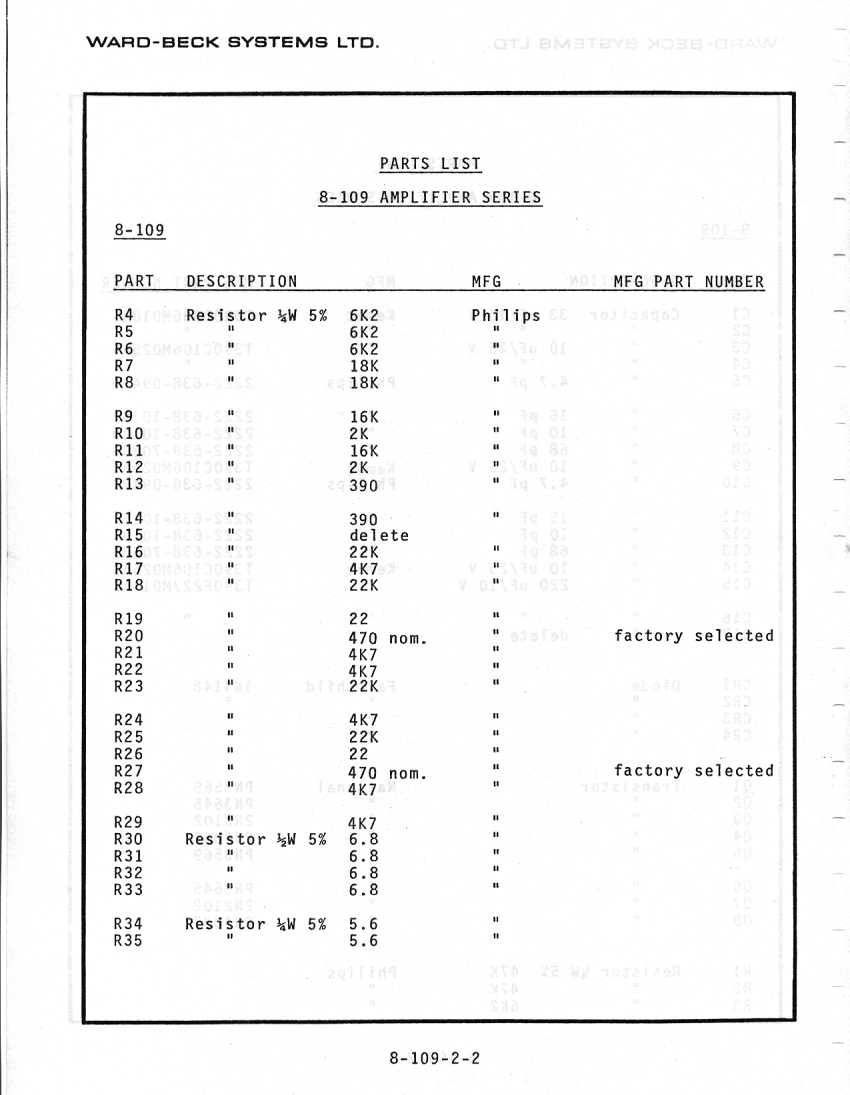 WARD-BECK SYSTEMS LTD.
PARTS LIST
8-109 AMPLIFIER SERIES
8-109
PART DESCRIPTION MFG MFG PART NUMBER
R4 Resistor ¼W 5% 6K2 Philips
R5 " 6K2 "
R6 " 6K2 "
R7 " 18K "
R8 " 18K "
R9 " 16K "
R10 " 2K "
R11 " 16K "
R12 " 2K "
R13 " 390 "
R14 " 390 "
R15 " delete
R16 " 22K "
R17 " 4K7 "
R18 " 22K "
R19 " 22 "
R20 " 470 nom. " factory selected
R21 " 4K7 "
R22 " 4K7 "
R23 " 22K "
R24 " 4K7 "
R25 " 22K "
R26 " 22 "
R27 " 470 nom. " factory selected
R28 " 4K7 "
R29 " 4K7 "
R30 Resistor ½W 5% 6.8 "
R31 " 6.8 "
R32 " 6.8 "
R33 " 6.8 "
R34 Resistor ¼W 5% 5.6 "
R35 " 5.6 "
8-109-2-2